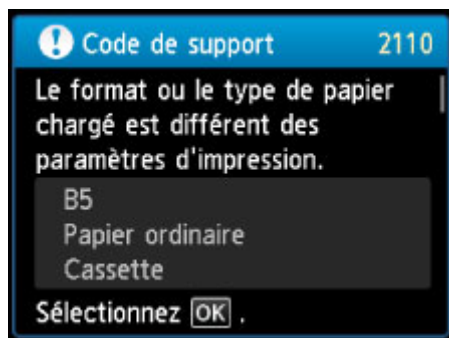 Code de support 2110
Le format ou le type de papier
chargé est différent des
paramètres d'impression.
B5
Papier ordinaire
Cassette
Sélectionnez OK .